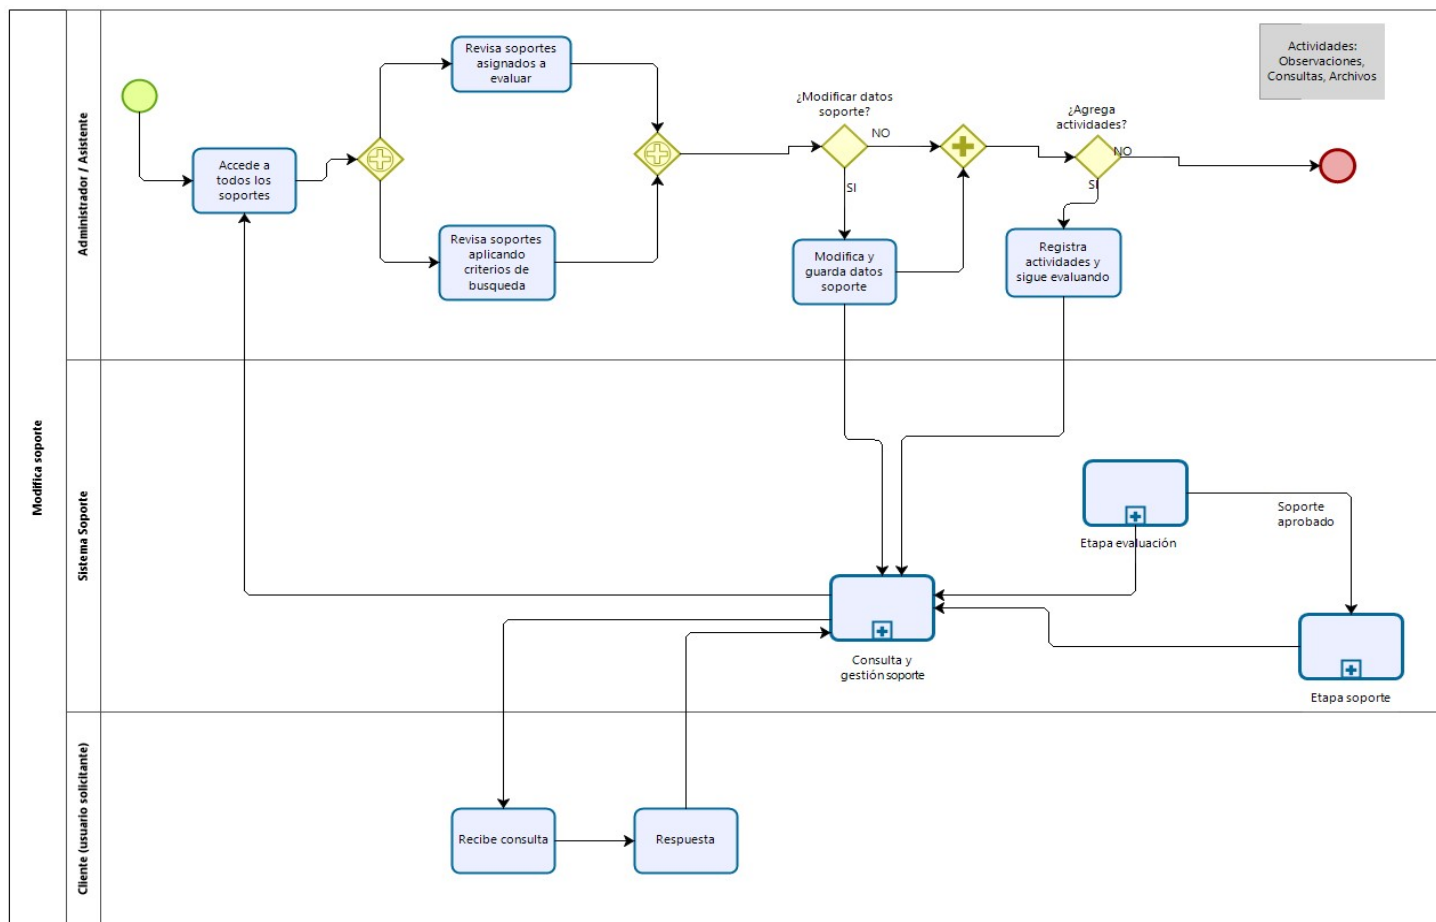 Modifica soporte
Administrador / Asistente
Accede a
todos los
soportes
Revisa soportes
asignados a
evaluar
Revisa soportes
aplicando
criterios de
busqueda
¿Modificar datos
soporte?
NO
SI
Modifica y
guarda datos
soporte
¿Agrega
actividades?
NO
SI
Registra
actividades y
sigue evaluando
Actividades:
Observaciones,
Consultas, Archivos
Sistema Soporte
Etapa evaluación
Soporte
aprobado
Consulta y
gestión soporte
Etapa soporte
Cliente (usuario solicitante)
Recibe consulta
Respuesta